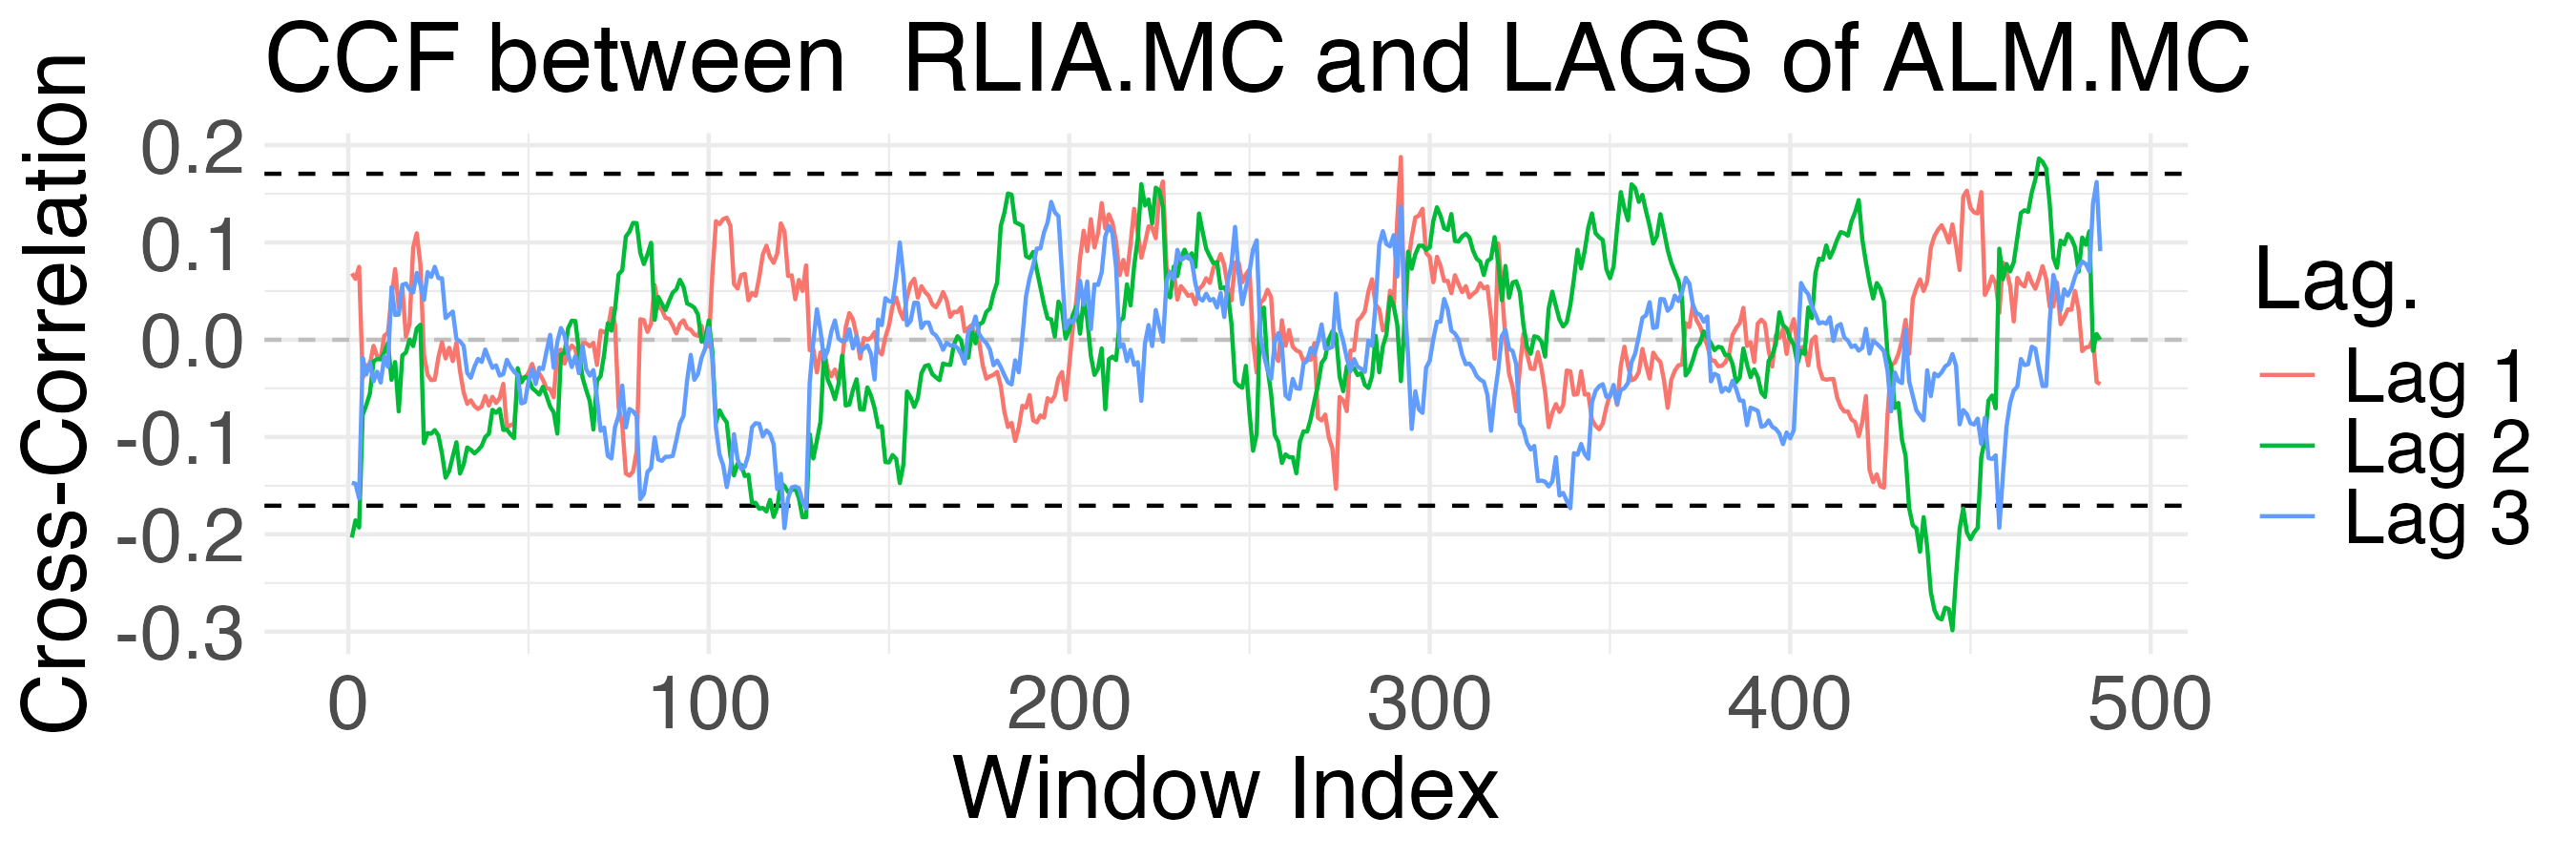 CCF between  RLIA.MC and LAGS of ALM.MC
Cross-Correlation
0.2
0.1
0.0
-0.1
-0.2
-0.3
0 100 200 300 400 500
Window Index
Lag.
Lag 1
Lag 2
Lag 3